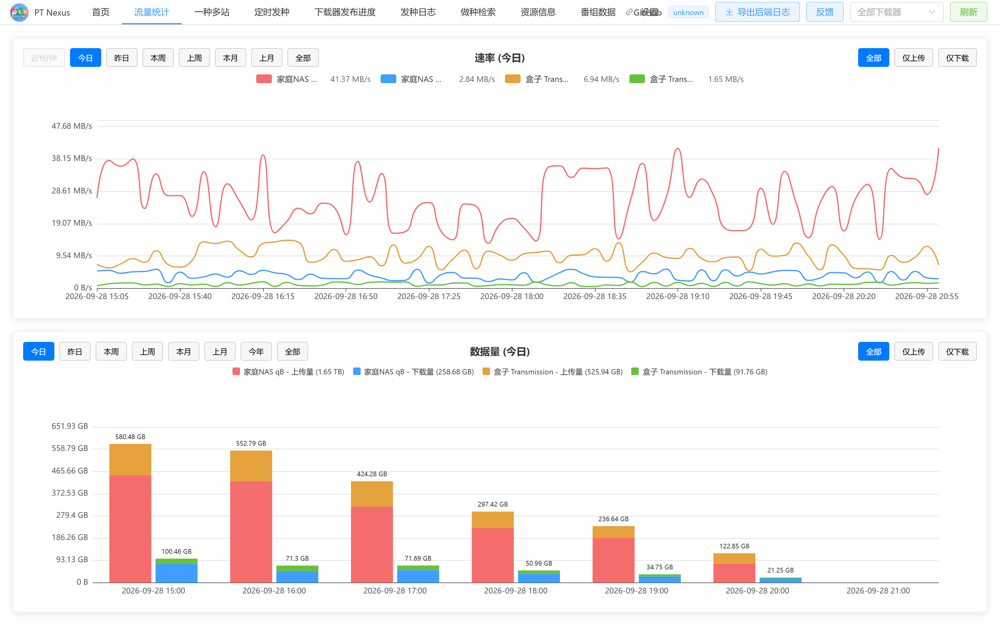 PT Nexus 首页 流量统计 一种多站 定时发种 下载器发布进度 发种日志 做种检索 资源信息 番组数据 设置 GitHub unknown 导出后端日志 反馈 全部下载器 刷新
近1分钟 今日 昨日 本周 上周 本月 上月 全部 速率 (今日) 全部 仅上传 仅下载
家庭NAS ... 41.37 MB/s 家庭NAS ... 2.84 MB/s 盒子 Trans... 6.94 MB/s 盒子 Trans... 1.65 MB/s
47.68 MB/s
38.15 MB/s
28.61 MB/s
19.07 MB/s
9.54 MB/s
0 B/s
2026-09-28 15:05 2026-09-28 15:40 2026-09-28 16:15 2026-09-28 16:50 2026-09-28 17:25 2026-09-28 18:00 2026-09-28 18:35 2026-09-28 19:10 2026-09-28 19:45 2026-09-28 20:20 2026-09-28 20:55
今日 昨日 本周 上周 本月 上月 今年 全部 数据量 (今日) 全部 仅上传 仅下载
家庭NAS qB - 上传量 (1.65 TB) 家庭NAS qB - 下载量 (258.68 GB) 盒子 Transmission - 上传量 (525.94 GB) 盒子 Transmission - 下载量 (91.76 GB)
651.93 GB
580.48 GB
552.79 GB
558.79 GB
465.66 GB
424.28 GB
372.53 GB
297.42 GB
279.4 GB
236.64 GB
186.26 GB
122.85 GB
100.46 GB 71.3 GB 71.69 GB 50.99 GB 34.75 GB 21.25 GB
93.13 GB
0 B
2026-09-28 15:00 2026-09-28 16:00 2026-09-28 17:00 2026-09-28 18:00 2026-09-28 19:00 2026-09-28 20:00 2026-09-28 21:00